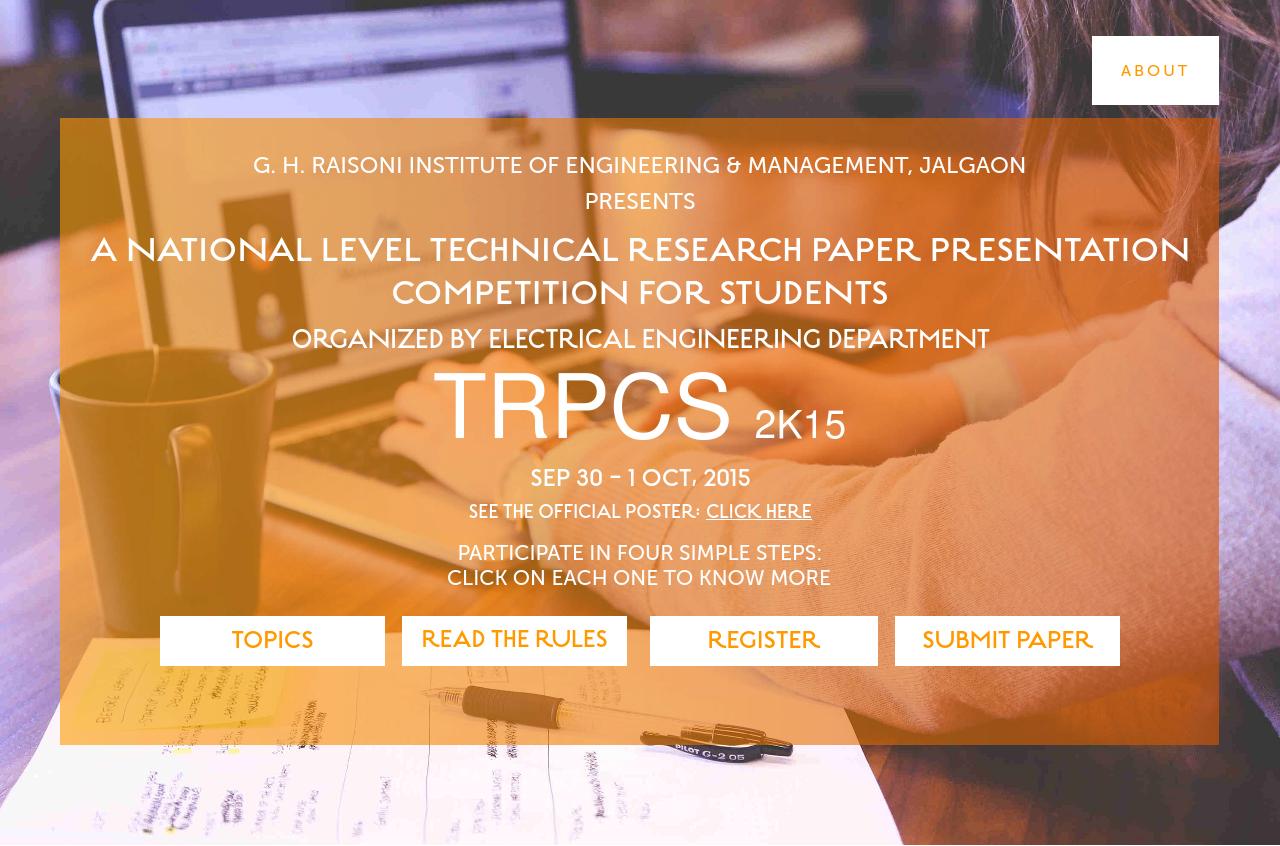 ABOUT
G. H. RAISONI INSTITUTE OF ENGINEERING & MANAGEMENT, JALGAON
PRESENTS
A NATIONAL LEVEL TECHNICAL RESEARCH PAPER PRESENTATION
COMPETITION FOR STUDENTS
ORGANIZED BY ELECTRICAL ENGINEERING DEPARTMENT
TRPCS 2K15
SEP 30 - 1 OCT, 2015
SEE THE OFFICIAL POSTER: CLICK HERE
PARTICIPATE IN FOUR SIMPLE STEPS:
CLICK ON EACH ONE TO KNOW MORE
TOPICS
READ THE RULES
REGISTER
SUBMIT PAPER
PILOT G-2 05